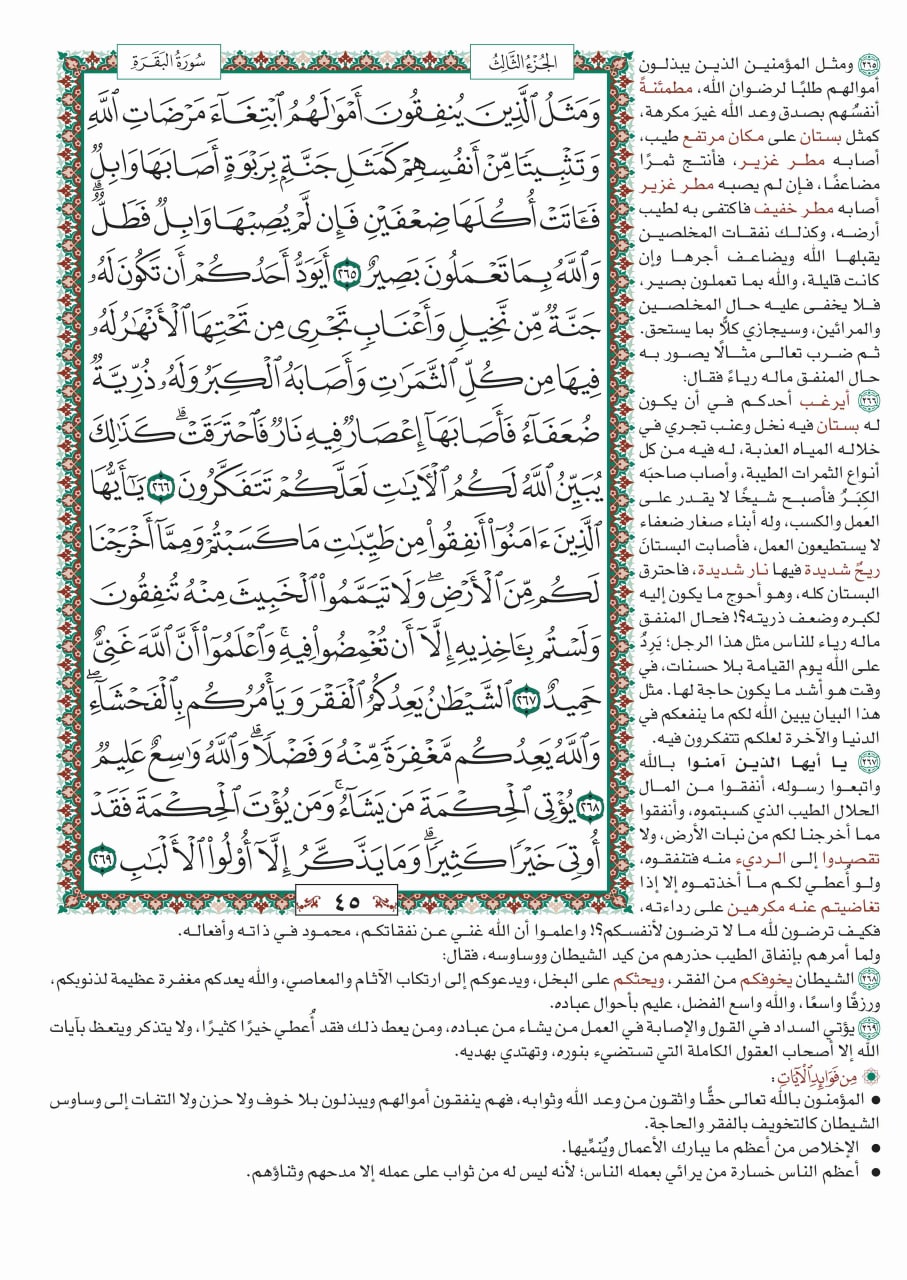 سُورَةُ البَقَرَةِ
الجُزْءُ الثَّالِثُ
وَمَثَلُ ٱلَّذِينَ يُنفِقُونَ أَمْوَٰلَهُمُ ٱبْتِغَآءَ مَرْضَاتِ ٱللَّهِ
وَتَثْبِيتًا مِّنْ أَنفُسِهِمْ كَمَثَلِ جَنَّةٍۭ بِرَبْوَةٍ أَصَابَهَا وَابِلٌ
فَـَٔاتَتْ أُكُلَهَا ضِعْفَيْنِ فَإِن لَّمْ يُصِبْهَا وَابِلٌ فَطَلٌّ ۗ
وَٱللَّهُ بِمَا تَعْمَلُونَ بَصِيرٌ ٢٦٥ أَيَوَدُّ أَحَدُكُمْ أَن تَكُونَ لَهُۥ
جَنَّةٌ مِّن نَّخِيلٍ وَأَعْنَابٍ تَجْرِى مِن تَحْتِهَا ٱلْأَنْهَٰرُ لَهُۥ
فِيهَا مِن كُلِّ ٱلثَّمَرَٰتِ وَأَصَابَهُ ٱلْكِبَرُ وَلَهُۥ ذُرِّيَّةٌ
ضُعَفَآءُ فَأَصَابَهَآ إِعْصَارٌ فِيهِ نَارٌ فَٱحْتَرَقَتْ ۗ كَذَٰلِكَ
يُبَيِّنُ ٱللَّهُ لَكُمُ ٱلْـَٔايَٰتِ لَعَلَّكُمْ تَتَفَكَّرُونَ ٢٦٦ يَٰٓأَيُّهَا
ٱلَّذِينَ ءَامَنُوٓا۟ أَنفِقُوا۟ مِن طَيِّبَٰتِ مَا كَسَبْتُمْ وَمِمَّآ أَخْرَجْنَا
لَكُم مِّنَ ٱلْأَرْضِ ۖ وَلَا تَيَمَّمُوا۟ ٱلْخَبِيثَ مِنْهُ تُنفِقُونَ
وَلَسْتُم بِـَٔاخِذِيهِ إِلَّآ أَن تُغْمِضُوا۟ فِيهِ ۚ وَٱعْلَمُوٓا۟ أَنَّ ٱللَّهَ غَنِىٌّ
حَمِيدٌ ٢٦٧ ٱلشَّيْطَٰنُ يَعِدُكُمُ ٱلْفَقْرَ وَيَأْمُرُكُم بِٱلْفَحْشَآءِ ۖ
وَٱللَّهُ يَعِدُكُم مَّغْفِرَةً مِّنْهُ وَفَضْلًا ۗ وَٱللَّهُ وَٰسِعٌ عَلِيمٌ
٢٦٨ يُؤْتِى ٱلْحِكْمَةَ مَن يَشَآءُ ۚ وَمَن يُؤْتَ ٱلْحِكْمَةَ فَقَدْ
أُوتِىَ خَيْرًا كَثِيرًا ۗ وَمَا يَذَّكَّرُ إِلَّآ أُو۟لُوا۟ ٱلْأَلْبَٰبِ ٢٦٩
٤٥
٢٦٥ ومثل المؤمنين الذين يبذلون
أموالهم طلبًا لرضوان الله، مطمئنةً
أنفسُهم بصدق وعد الله غيرَ مكرهة،
كمثل بستان على مكان مرتفع طيب،
أصابه مطر غزير، فأنتج ثمرًا
مضاعفًا، فإن لم يصبه مطر غزير
أصابه مطر خفيف فاكتفى به لطيب
أرضه، وكذلك نفقات المخلصين
يقبلها الله ويضاعف أجرها وإن
كانت قليلة، والله بما تعملون بصير،
فلا يخفى عليه حال المخلصين
والمرائين، وسيجازي كلًّا بما يستحق.
ثم ضرب تعالى مثالًا يصور به
حال المنفق ماله رياءً فقال:
٢٦٦ أيرغب أحدكم في أن يكون
له بستان فيه نخل وعنب تجري في
خلاله المياه العذبة، له فيه من كل
أنواع الثمرات الطيبة، وأصاب صاحبَه
الكِبَرُ فأصبح شيخًا لا يقدر على
العمل والكسب، وله أبناء صغار ضعفاء
لا يستطيعون العمل، فأصابت البستانَ
ريحٌ شديدة فيها نار شديدة، فاحترق
البستان كله، وهو أحوج ما يكون إليه
لكبره وضعف ذريته؟! فحال المنفق
ماله رياء للناس مثل هذا الرجل؛ يَرِدُ
على الله يوم القيامة بلا حسنات، في
وقت هو أشد ما يكون حاجة لها. مثل
هذا البيان يبين الله لكم ما ينفعكم في
الدنيا والآخرة لعلكم تتفكرون فيه.
٢٦٧ يا أيها الذين آمنوا بالله
واتبعوا رسوله، أنفقوا من المال
الحلال الطيب الذي كسبتموه، وأنفقوا
مما أخرجنا لكم من نبات الأرض، ولا
تقصدوا إلى الرديء منه فتنفقوه،
ولو أُعطي لكم ما أخذتموه إلا إذا
تغاضيتم عنه مكرهين على رداءته،
فكيف ترضون لله ما لا ترضون لأنفسكم؟! واعلموا أن الله غني عن نفقاتكم، محمود في ذاته وأفعاله.
ولما أمرهم بإنفاق الطيب حذرهم من كيد الشيطان ووساوسه، فقال:
٢٦٨ الشيطان يخوفكم من الفقر، ويحثكم على البخل، ويدعوكم إلى ارتكاب الآثام والمعاصي، والله يعدكم مغفرة عظيمة لذنوبكم،
ورزقًا واسعًا، والله واسع الفضل، عليم بأحوال عباده.
٢٦٩ يؤتي السداد في القول والإصابة في العمل من يشاء من عباده، ومن يعط ذلك فقد أُعطي خيرًا كثيرًا، ولا يتذكر ويتعظ بآيات
الله إلا أصحاب العقول الكاملة التي تستضيء بنوره، وتهتدي بهديه.
مِن فَوَائِدِ الْآيَاتِ:
• المؤمنون بالله تعالى حقًّا واثقون من وعد الله وثوابه، فهم ينفقون أموالهم ويبذلون بلا خوف ولا حزن ولا التفات إلى وساوس
الشيطان كالتخويف بالفقر والحاجة.
• الإخلاص من أعظم ما يبارك الأعمال ويُنمِّيها.
• أعظم الناس خسارة من يرائي بعمله الناس؛ لأنه ليس له من ثواب على عمله إلا مدحهم وثناؤهم.